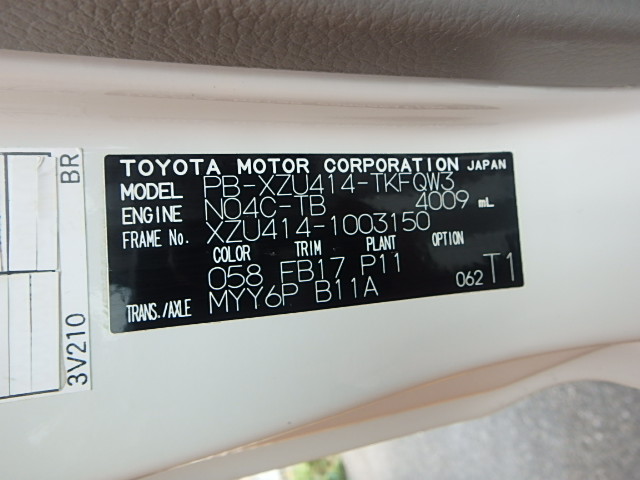 TOYOTA MOTOR CORPORATION JAPAN
MODEL PB-XZU414-TKFQW3
ENGINE N04C-TB 4009 mL
FRAME No. XZU414-1003150
COLOR TRIM PLANT OPTION
058 FB17 P11
TRANS./AXLE MYY6P B11A 062 T1
BR
3V210